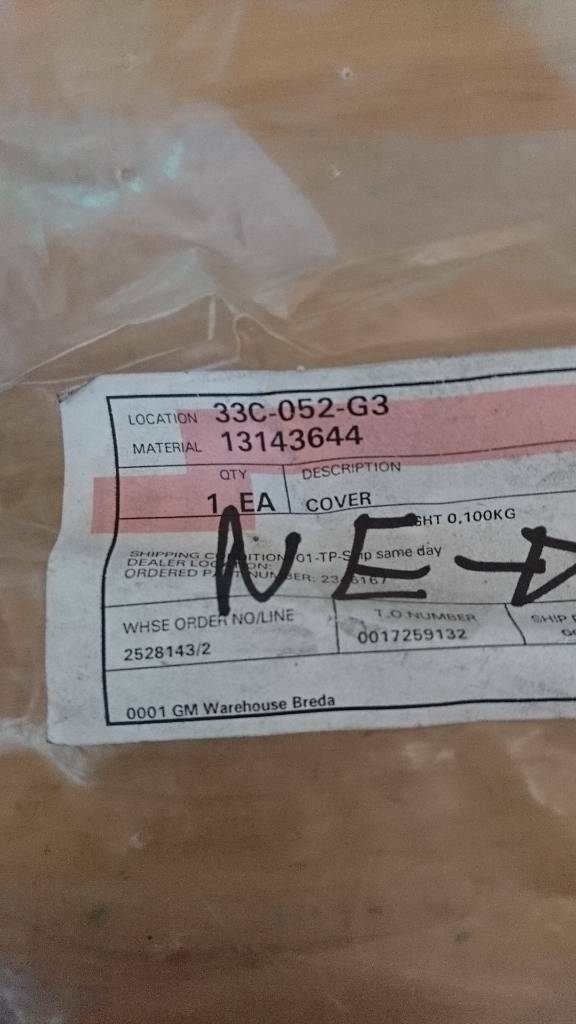 LOCATION 33C-052-G3
MATERIAL 13143644
QTY DESCRIPTION
1 EA COVER
GHT 0,100KG
SHIPPING CONDITION: 01-TP-Ship same day
DEALER LOCATION:
ORDERED PART NUMBER:
NE
WHSE ORDER NO/LINE T.O.NUMBER SHIP
2528143/2 0017259132
0001 GM Warehouse Breda